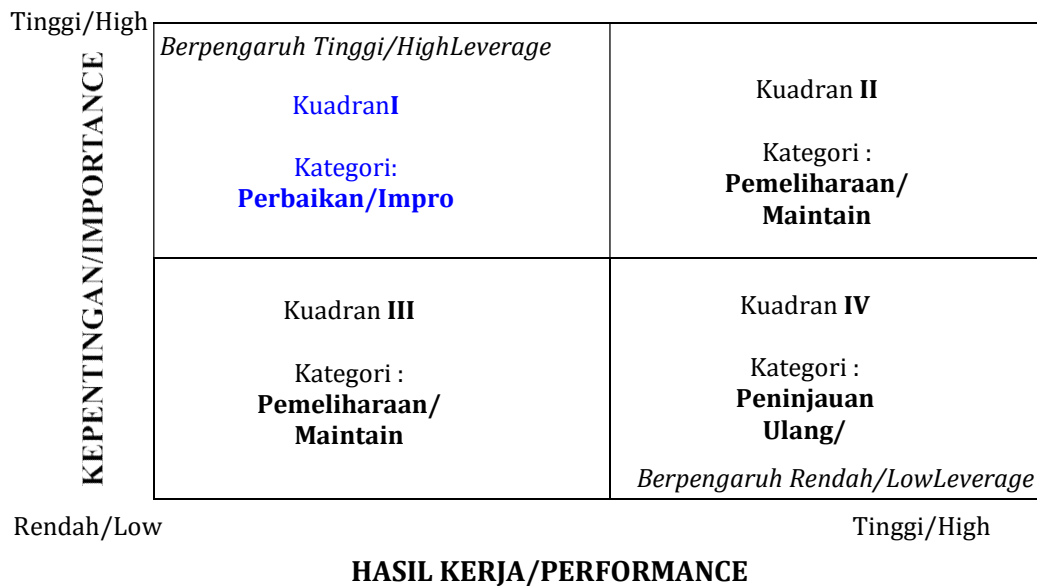 Tinggi/High
Berpengaruh Tinggi/HighLeverage
KuadranI
Kategori:
Perbaikan/Impro
Kuadran II
Kategori :
Pemeliharaan/
Maintain
KEPENTINGAN/IMPORTANCE
Kuadran III
Kategori :
Pemeliharaan/
Maintain
Kuadran IV
Kategori :
Peninjauan
Ulang/
Berpengaruh Rendah/LowLeverage
Rendah/Low
Tinggi/High
HASIL KERJA/PERFORMANCE